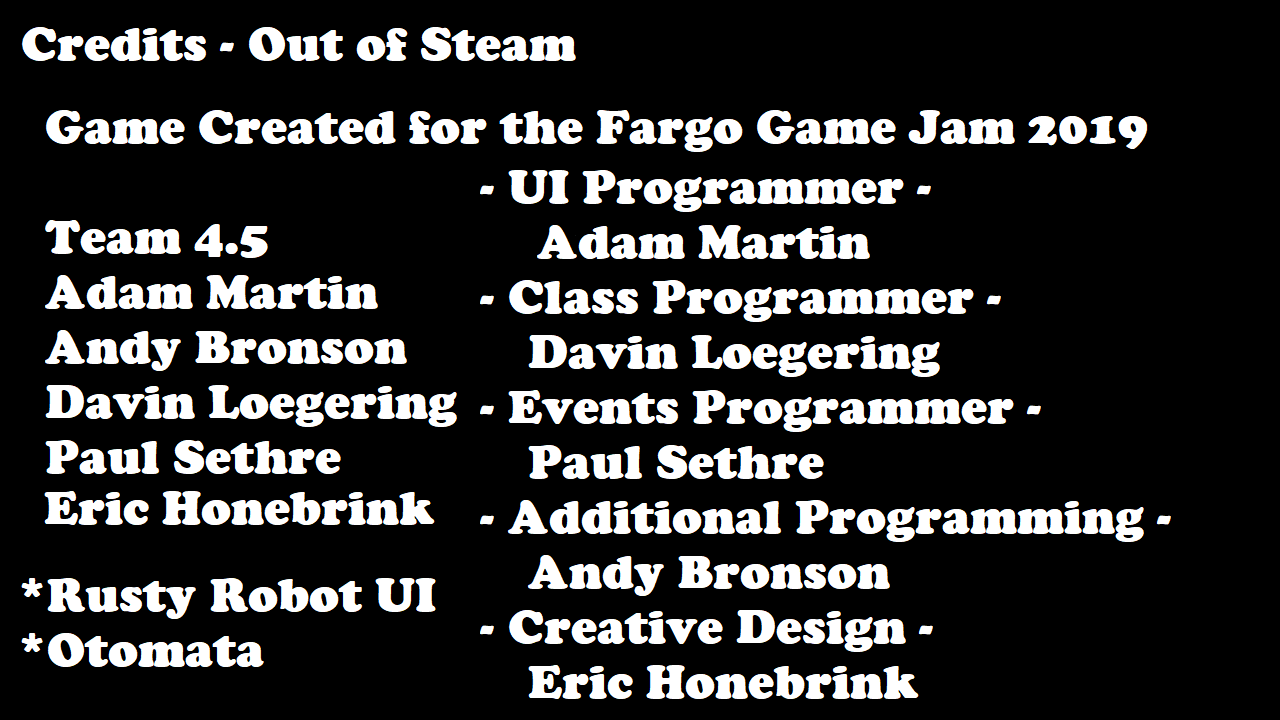 Credits - Out of Steam
Game Created for the Fargo Game Jam 2019
Team 4.5
Adam Martin
Andy Bronson
Davin Loegering
Paul Sethre
Eric Honebrink
*Rusty Robot UI
*Otomata
- UI Programmer -
Adam Martin
- Class Programmer -
Davin Loegering
- Events Programmer -
Paul Sethre
- Additional Programming -
Andy Bronson
- Creative Design -
Eric Honebrink